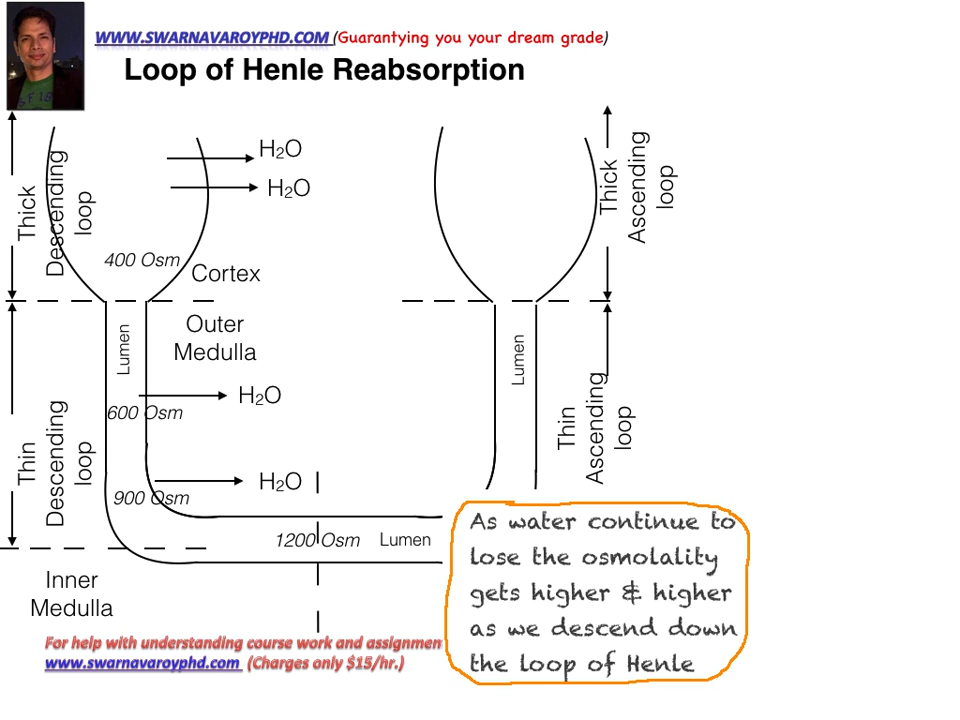 WWW.SWARNAVAROYPHD.COM (Guarantying you your dream grade)
Loop of Henle Reabsorption
Thick
Descending
loop
H2O
H2O
400 Osm
Cortex
Thick
Ascending
loop
Outer
Medulla
Lumen
H2O
600 Osm
Thin
Descending
loop
H2O
900 Osm
1200 Osm
Lumen
Lumen
Thin
Ascending
loop
Inner
Medulla
As water continue to
lose the osmolality
gets higher & higher
as we descend down
the loop of Henle
For help with understanding course work and assignmen
www.swarnavaroyphd.com (Charges only $15/hr.)